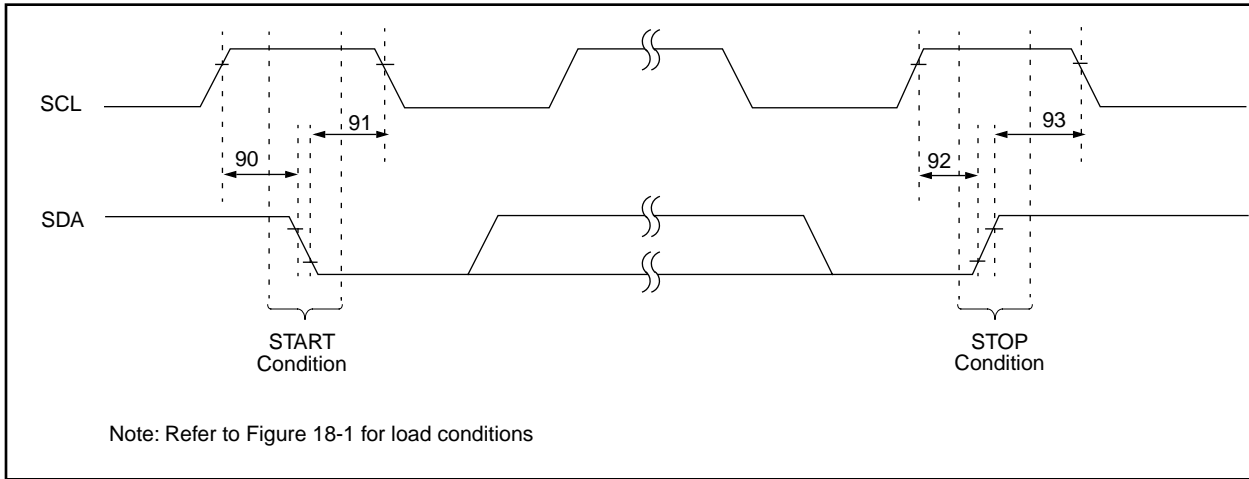 SCL
91
93
90
92
SDA
START
Condition
STOP
Condition
Note: Refer to Figure 18-1 for load conditions